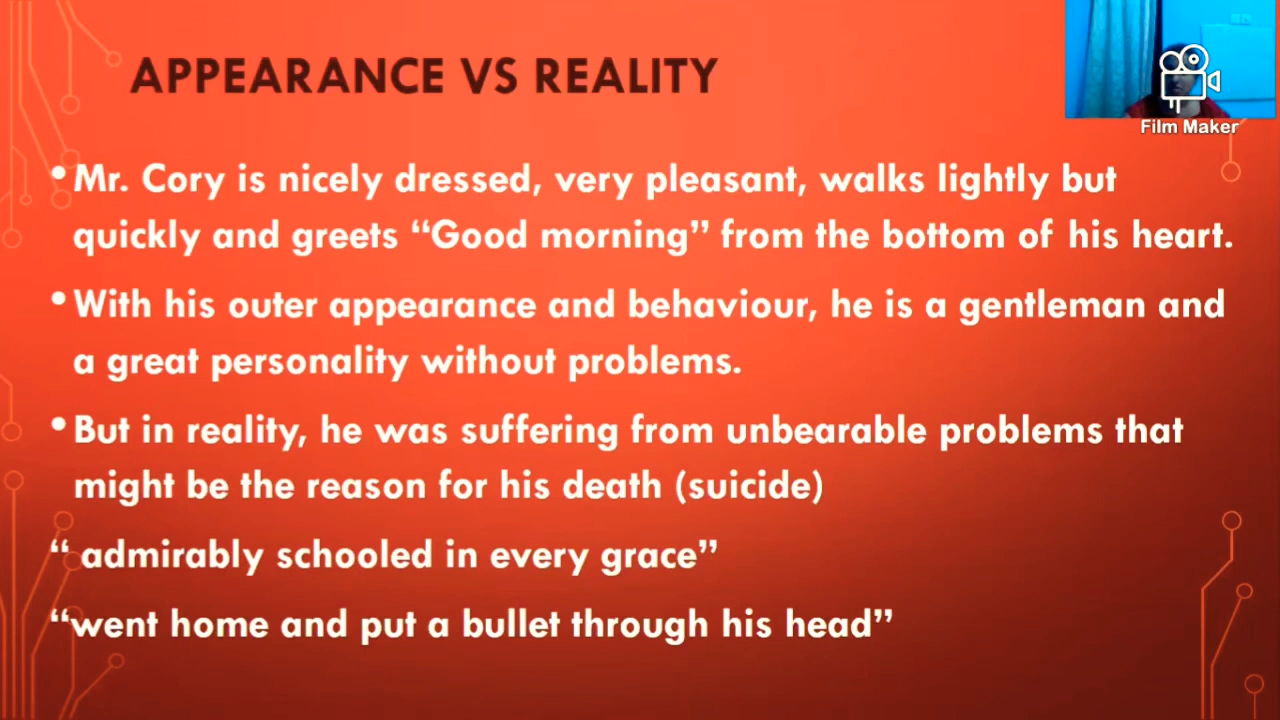 APPEARANCE VS REALITY
Film Maker
•Mr. Cory is nicely dressed, very pleasant, walks lightly but
quickly and greets “Good morning” from the bottom of his heart.
•With his outer appearance and behaviour, he is a gentleman and
a great personality without problems.
•But in reality, he was suffering from unbearable problems that
might be the reason for his death (suicide)
“ admirably schooled in every grace”
“went home and put a bullet through his head”